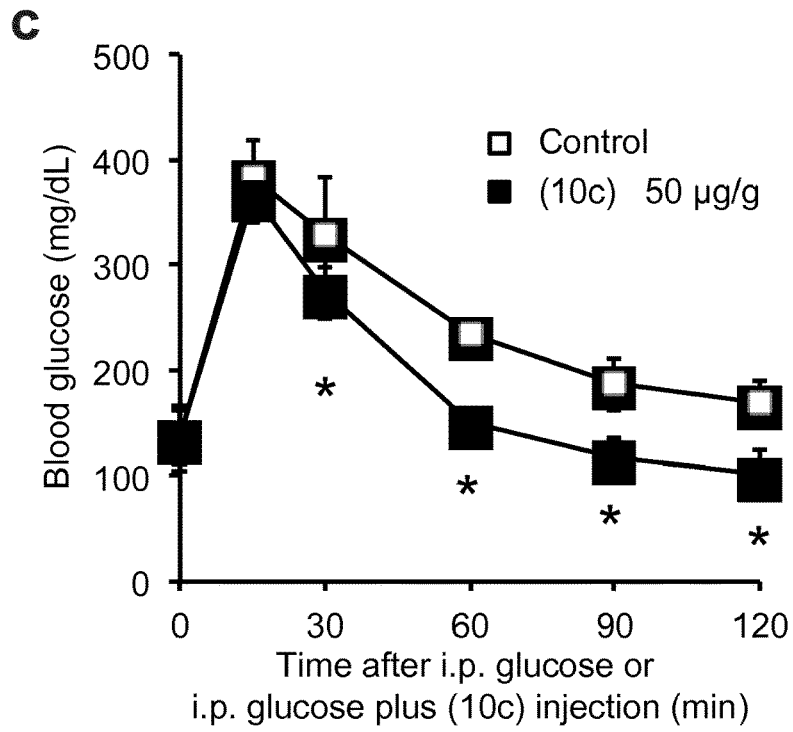 c
500
400
300
200
100
0
Blood glucose (mg/dL)
Control
(10c) 50 µg/g
*
*
*
*
0 30 60 90 120
Time after i.p. glucose or
i.p. glucose plus (10c) injection (min)